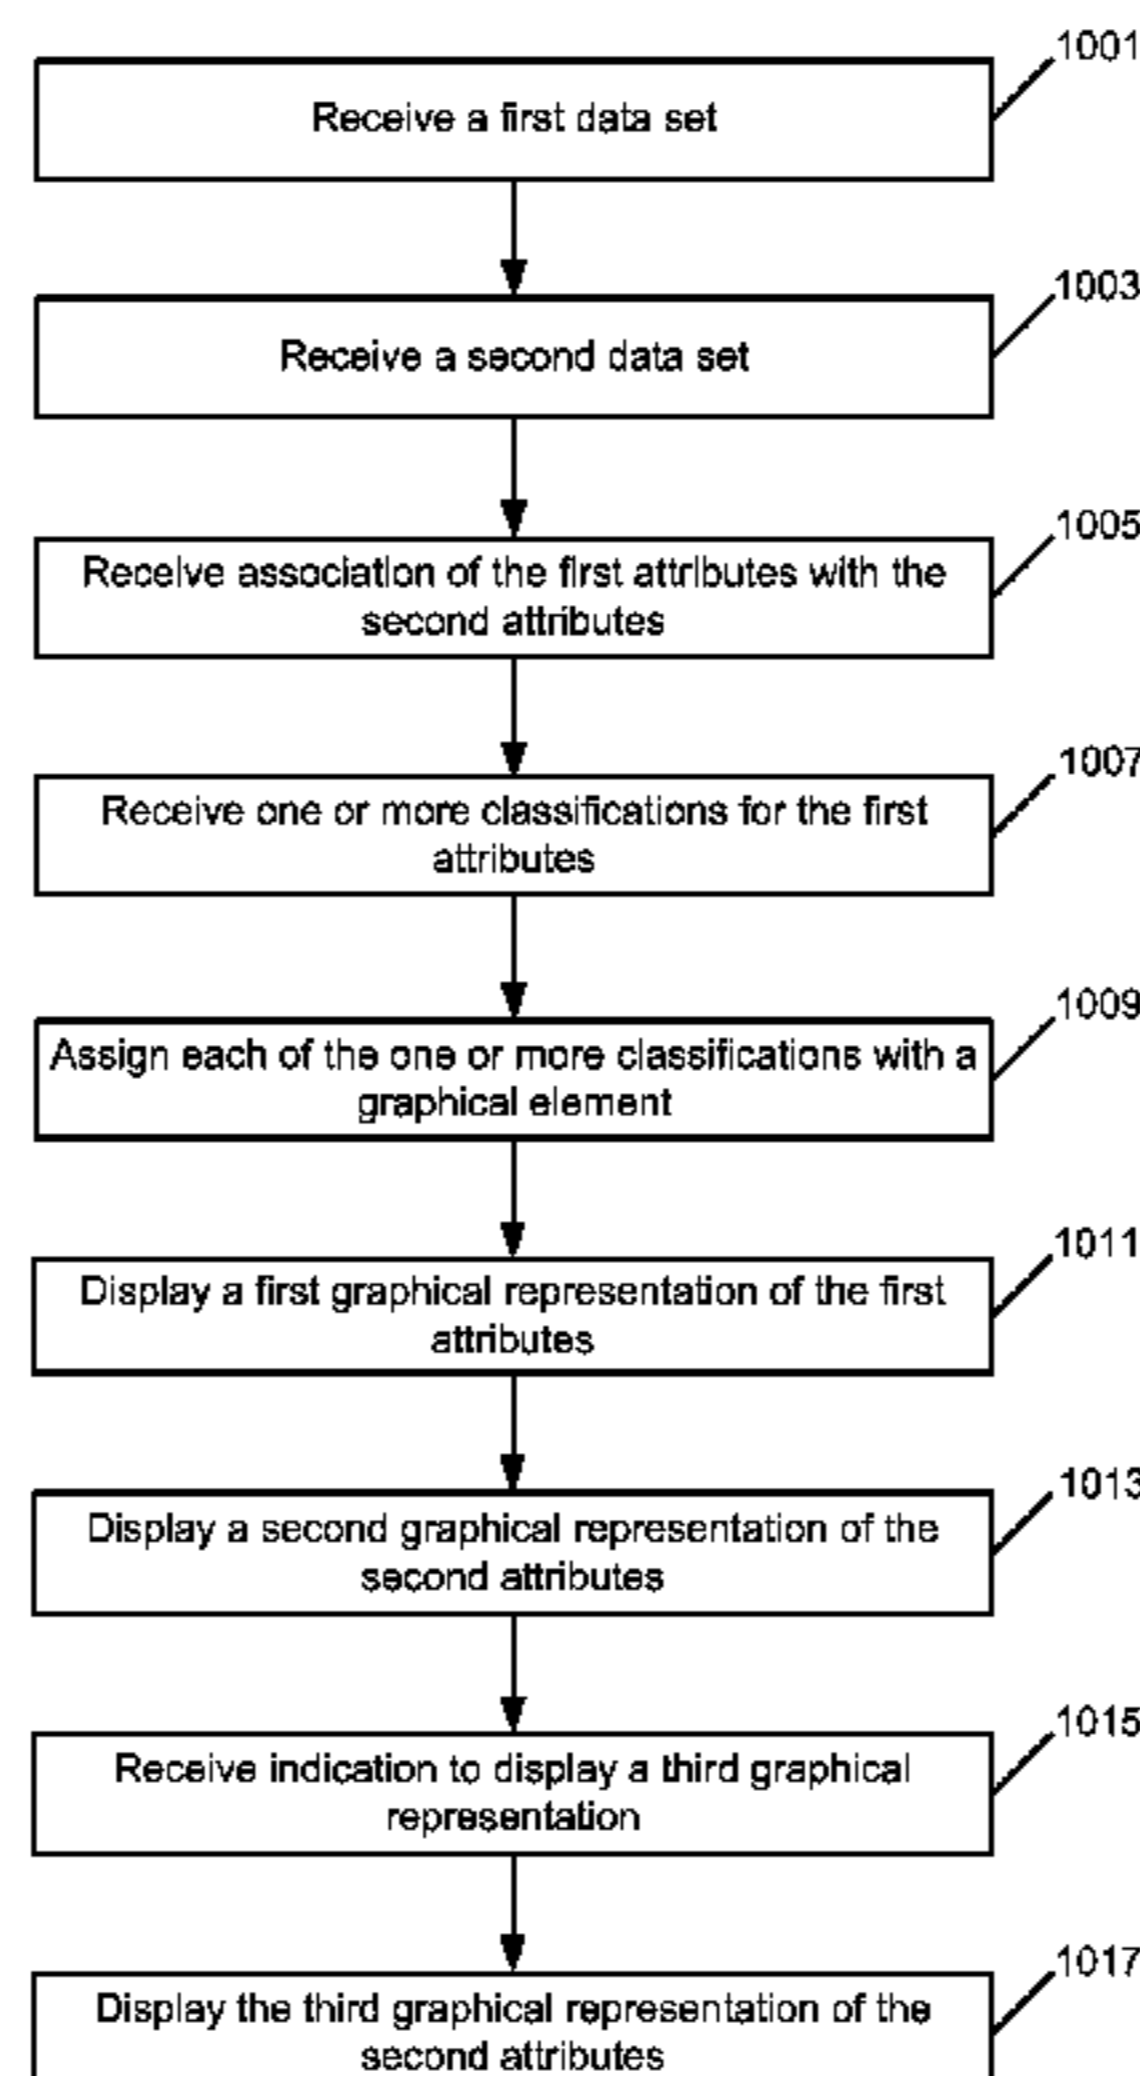 1001
Receive a first data set
1003
Receive a second data set
1005
Receive association of the first attributes with the
second attributes
1007
Receive one or more classifications for the first
attributes
1009
Assign each of the one or more classifications with a
graphical element
1011
Display a first graphical representation of the first
attributes
1013
Display a second graphical representation of the
second attributes
1015
Receive indication to display a third graphical
representation
1017
Display the third graphical representation of the
second attributes